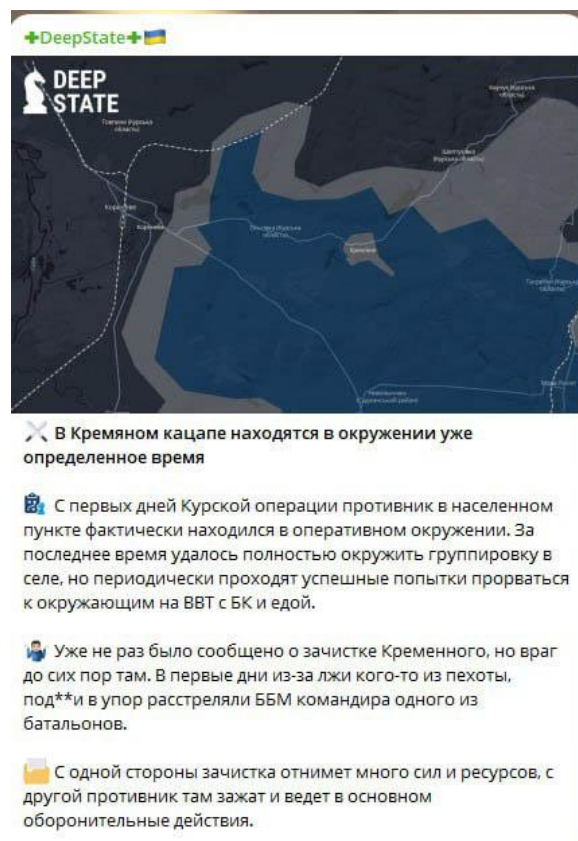 ✚DeepState✚🇺🇦
DEEP
STATE
Коренєве
В Кремяном кацапе находятся в окружении уже
определенное время
С первых дней Курской операции противник в населенном
пункте фактически находился в оперативном окружении. За
последнее время удалось полностью окружить группировку в
селе, но периодически проходят успешные попытки прорваться
к окружающим на ВВТ с БК и едой.
Уже не раз было сообщено о зачистке Кременного, но враг
до сих пор там. В первые дни из-за лжи кого-то из пехоты,
под**и в упор расстреляли ББМ командира одного из
батальонов.
С одной стороны зачистка отнимет много сил и ресурсов, с
другой противник там зажат и ведет в основном
оборонительные действия.